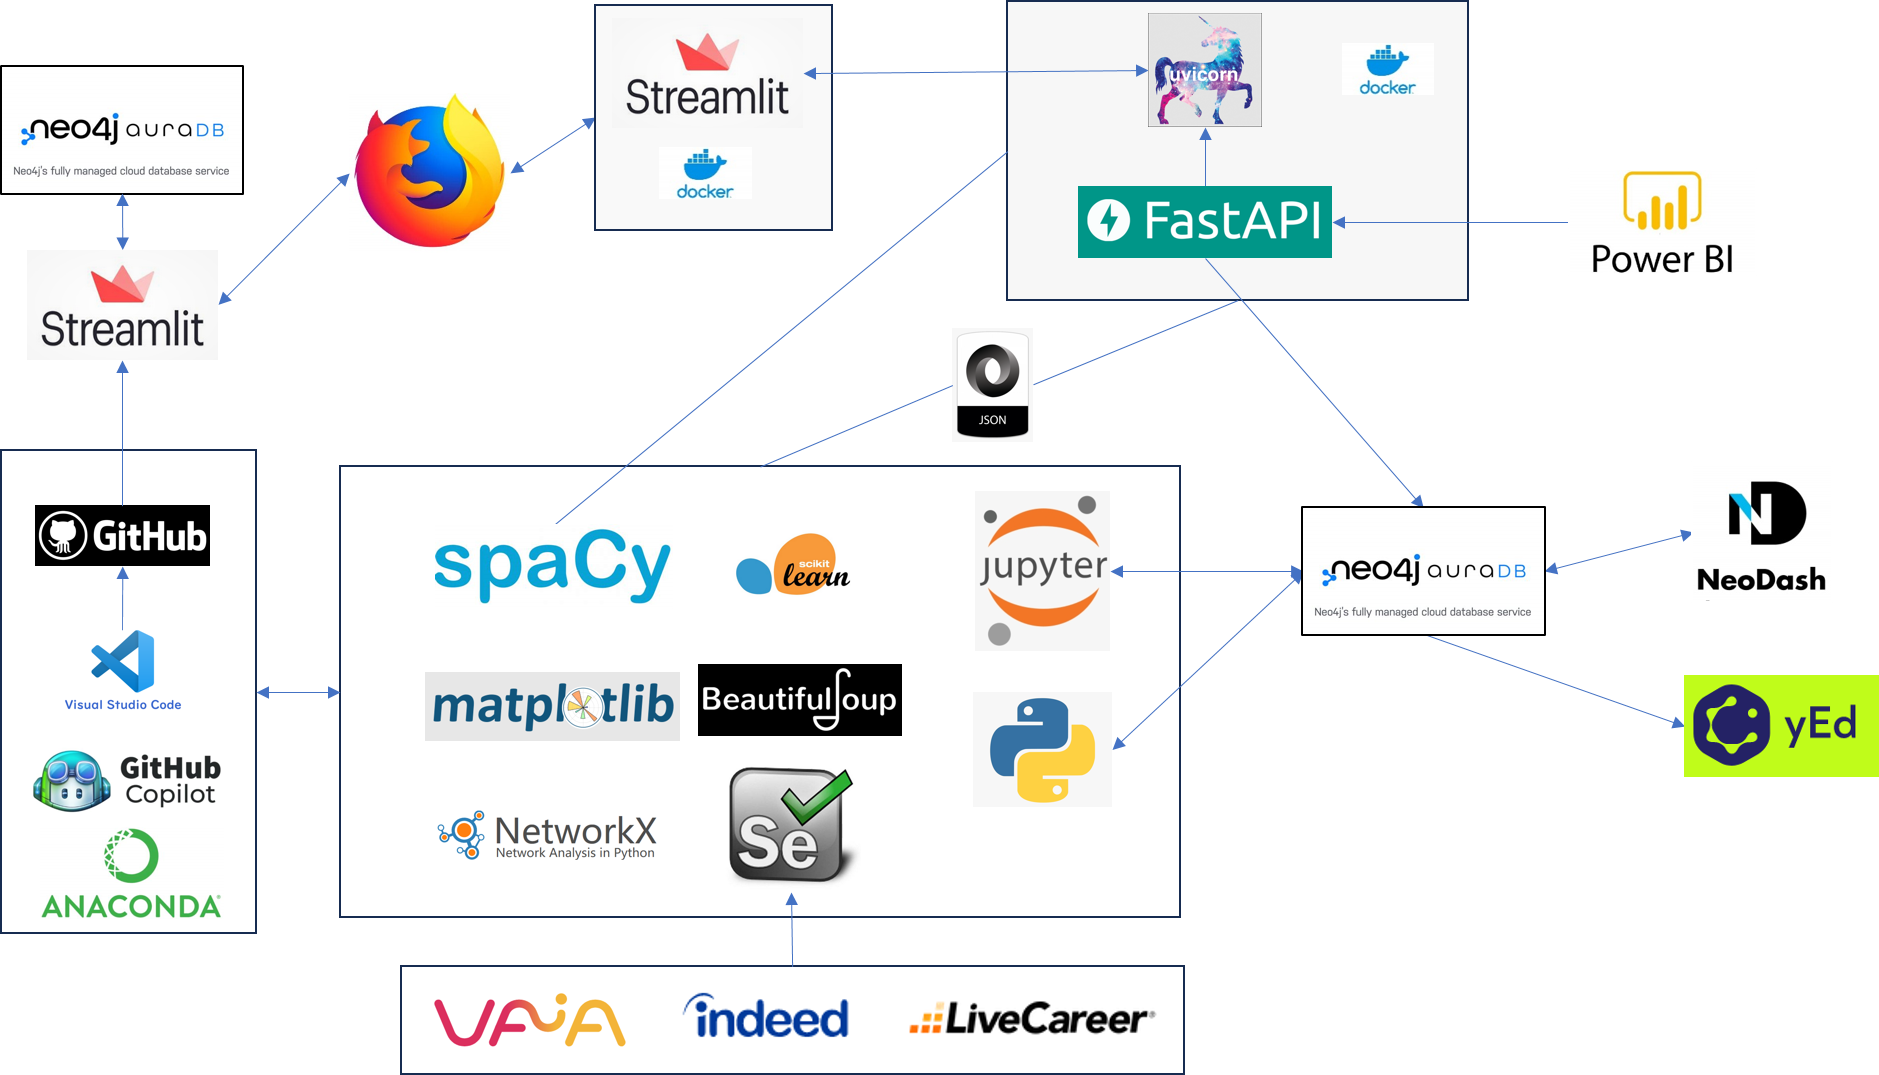 Streamlit
docker
uvicorn
docker
neo4j auraDB
Neo4j's fully managed cloud database service
FastAPI
Power BI
Streamlit
JSON
GitHub
spaCy
scikit
learn
jupyter
neo4j auraDB
Neo4j's fully managed cloud database service
NeoDash
Visual Studio Code
matplotlib
BeautifulSoup
yEd
GitHub
Copilot
NetworkX
Network Analysis in Python
Se
ANACONDA
VAIA
indeed
LiveCareer